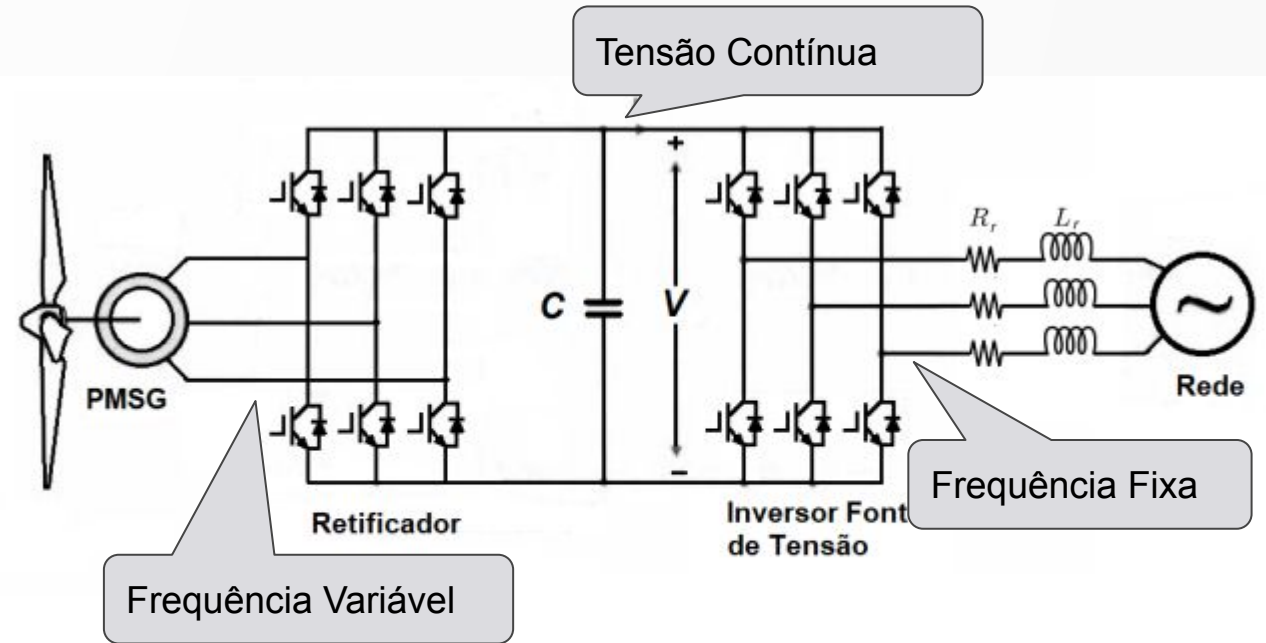 Tensão Contínua
+
R_r
L_r
C
V
PMSG
Rede
−
Frequência Fixa
Retificador
Inversor Font
de Tensão
Frequência Variável